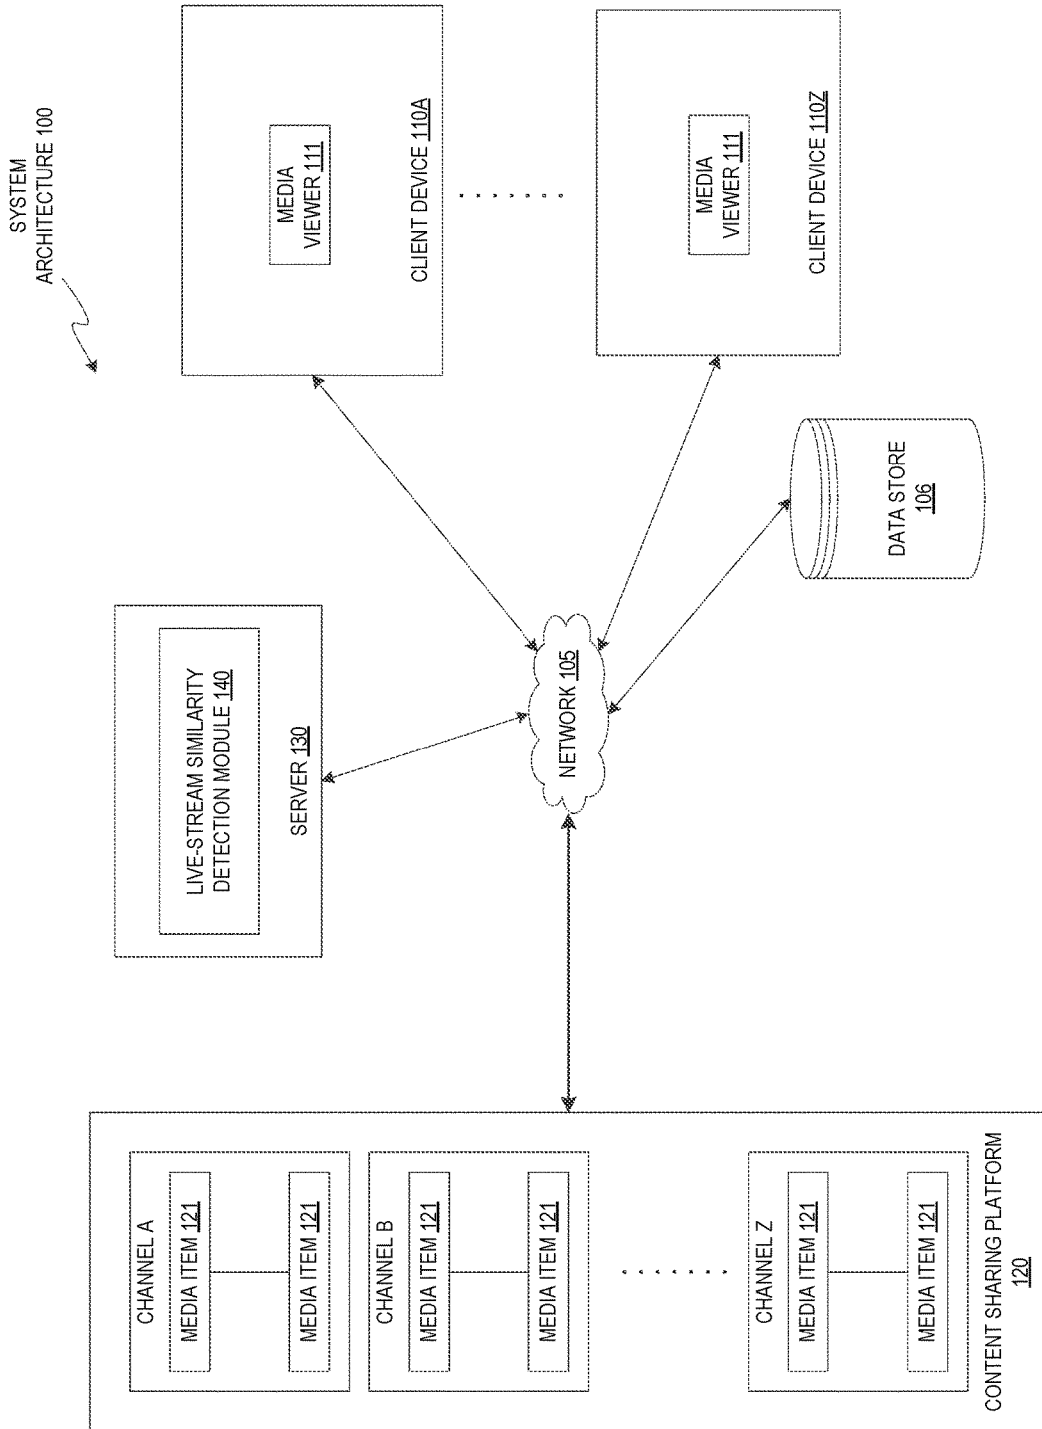 SYSTEM
ARCHITECTURE 100
CHANNEL A
MEDIA ITEM 121
MEDIA ITEM 121
CHANNEL B
MEDIA ITEM 121
MEDIA ITEM 121
CHANNEL Z
MEDIA ITEM 121
MEDIA ITEM 121
CONTENT SHARING PLATFORM
120
LIVE-STREAM SIMILARITY
DETECTION MODULE 140
SERVER 130
NETWORK 105
MEDIA
VIEWER 111
CLIENT DEVICE 110A
MEDIA
VIEWER 111
CLIENT DEVICE 110Z
DATA STORE
106